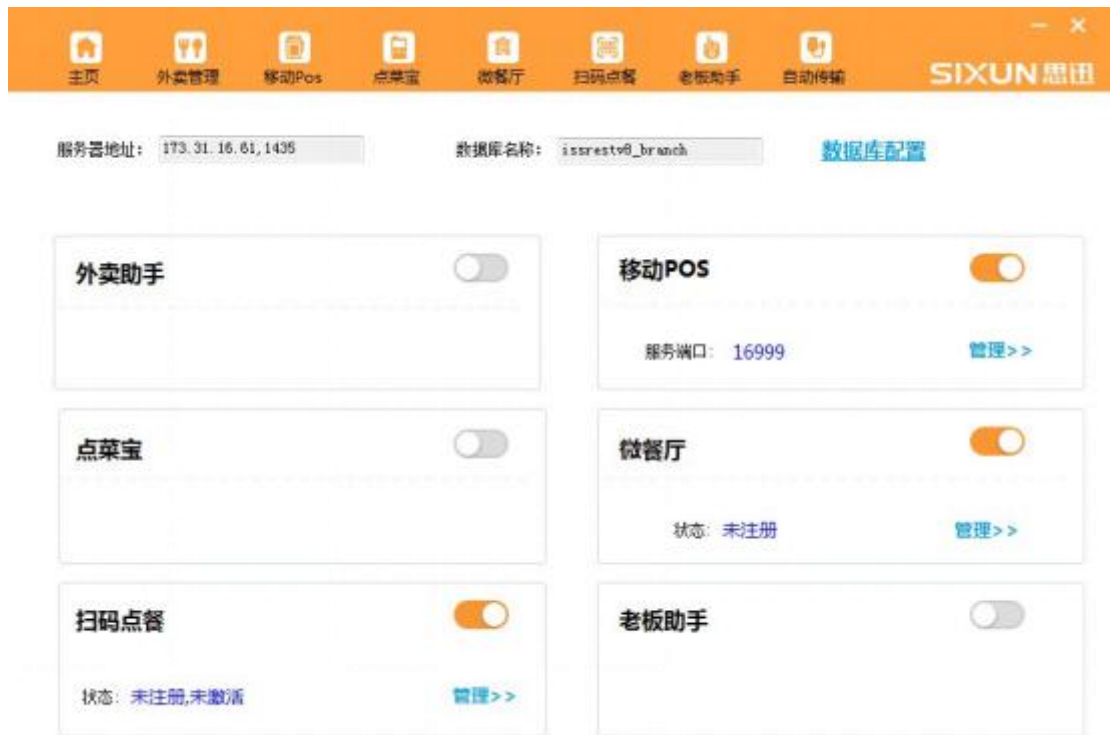 主页 外卖管理 移动Pos 点菜宝 微餐厅 扫码点餐 老板助手 自动传输 SIXUN思迅
服务器地址: 173.31.16.61,1435 数据库名称: issrestv8_branch 数据库配置
外卖助手 移动POS
服务端口: 16999 管理>>
点菜宝 微餐厅
状态: 未注册 管理>>
扫码点餐 老板助手
状态: 未注册,未激活 管理>>